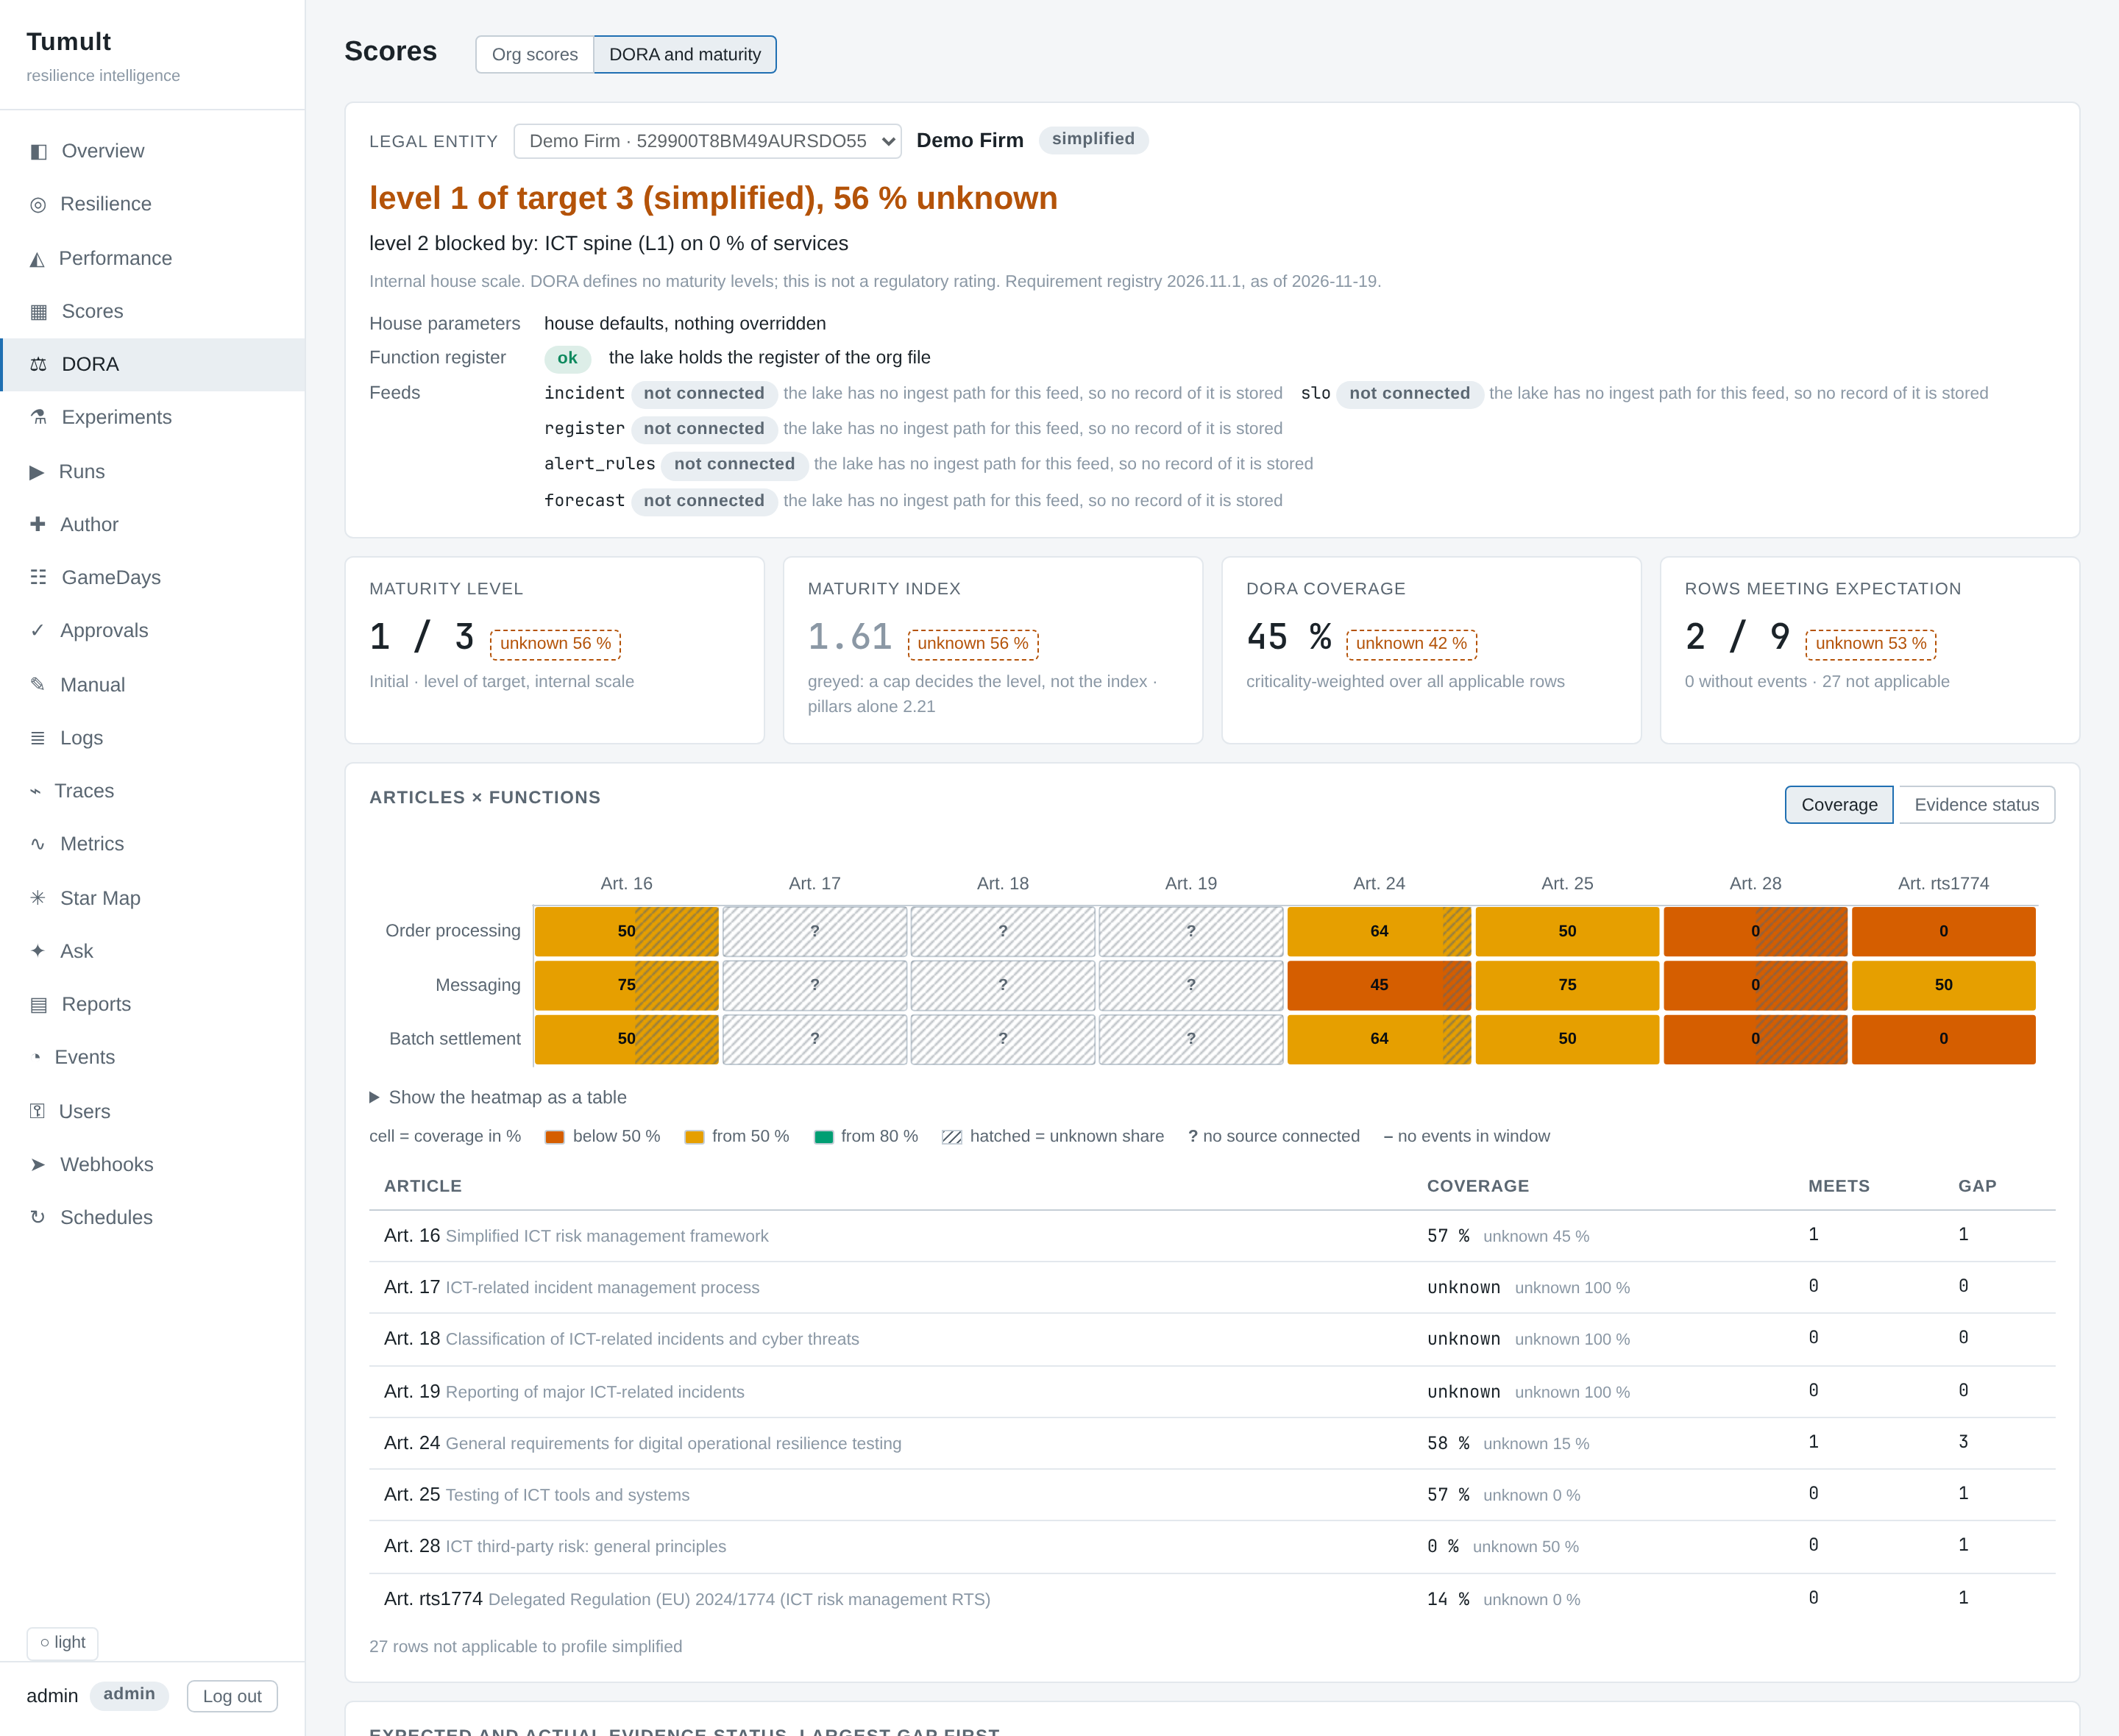 Tumult
resilience intelligence
Overview
Resilience
Performance
Scores
DORA
Experiments
Runs
Author
GameDays
Approvals
Manual
Logs
Traces
Metrics
Star Map
Ask
Reports
Events
Users
Webhooks
Schedules
○ light
admin admin Log out
Scores Org scores DORA and maturity
LEGAL ENTITY Demo Firm · 529900T8BM49AURSDO55 Demo Firm simplified
level 1 of target 3 (simplified), 56 % unknown
level 2 blocked by: ICT spine (L1) on 0 % of services
Internal house scale. DORA defines no maturity levels; this is not a regulatory rating. Requirement registry 2026.11.1, as of 2026-11-19.
House parameters house defaults, nothing overridden
Function register ok the lake holds the register of the org file
Feeds incident not connected the lake has no ingest path for this feed, so no record of it is stored slo not connected the lake has no ingest path for this feed, so no record of it is stored
register not connected the lake has no ingest path for this feed, so no record of it is stored
alert_rules not connected the lake has no ingest path for this feed, so no record of it is stored
forecast not connected the lake has no ingest path for this feed, so no record of it is stored
MATURITY LEVEL
1 / 3 unknown 56 %
Initial · level of target, internal scale
MATURITY INDEX
1.61 unknown 56 %
greyed: a cap decides the level, not the index ·
pillars alone 2.21
DORA COVERAGE
45 % unknown 42 %
criticality-weighted over all applicable rows
ROWS MEETING EXPECTATION
2 / 9 unknown 53 %
0 without events · 27 not applicable
ARTICLES × FUNCTIONS Coverage Evidence status
Art. 16 Art. 17 Art. 18 Art. 19 Art. 24 Art. 25 Art. 28 Art. rts1774
Order processing 50 ? ? ? 64 50 0 0
Messaging 75 ? ? ? 45 75 0 50
Batch settlement 50 ? ? ? 64 50 0 0
Show the heatmap as a table
cell = coverage in % below 50 % from 50 % from 80 % hatched = unknown share ? no source connected – no events in window
ARTICLE COVERAGE MEETS GAP
Art. 16 Simplified ICT risk management framework 57 % unknown 45 % 1 1
Art. 17 ICT-related incident management process unknown unknown 100 % 0 0
Art. 18 Classification of ICT-related incidents and cyber threats unknown unknown 100 % 0 0
Art. 19 Reporting of major ICT-related incidents unknown unknown 100 % 0 0
Art. 24 General requirements for digital operational resilience testing 58 % unknown 15 % 1 3
Art. 25 Testing of ICT tools and systems 57 % unknown 0 % 0 1
Art. 28 ICT third-party risk: general principles 0 % unknown 50 % 0 1
Art. rts1774 Delegated Regulation (EU) 2024/1774 (ICT risk management RTS) 14 % unknown 0 % 0 1
27 rows not applicable to profile simplified
EXPECTED AND ACTUAL EVIDENCE STATUS, LARGEST GAP FIRST